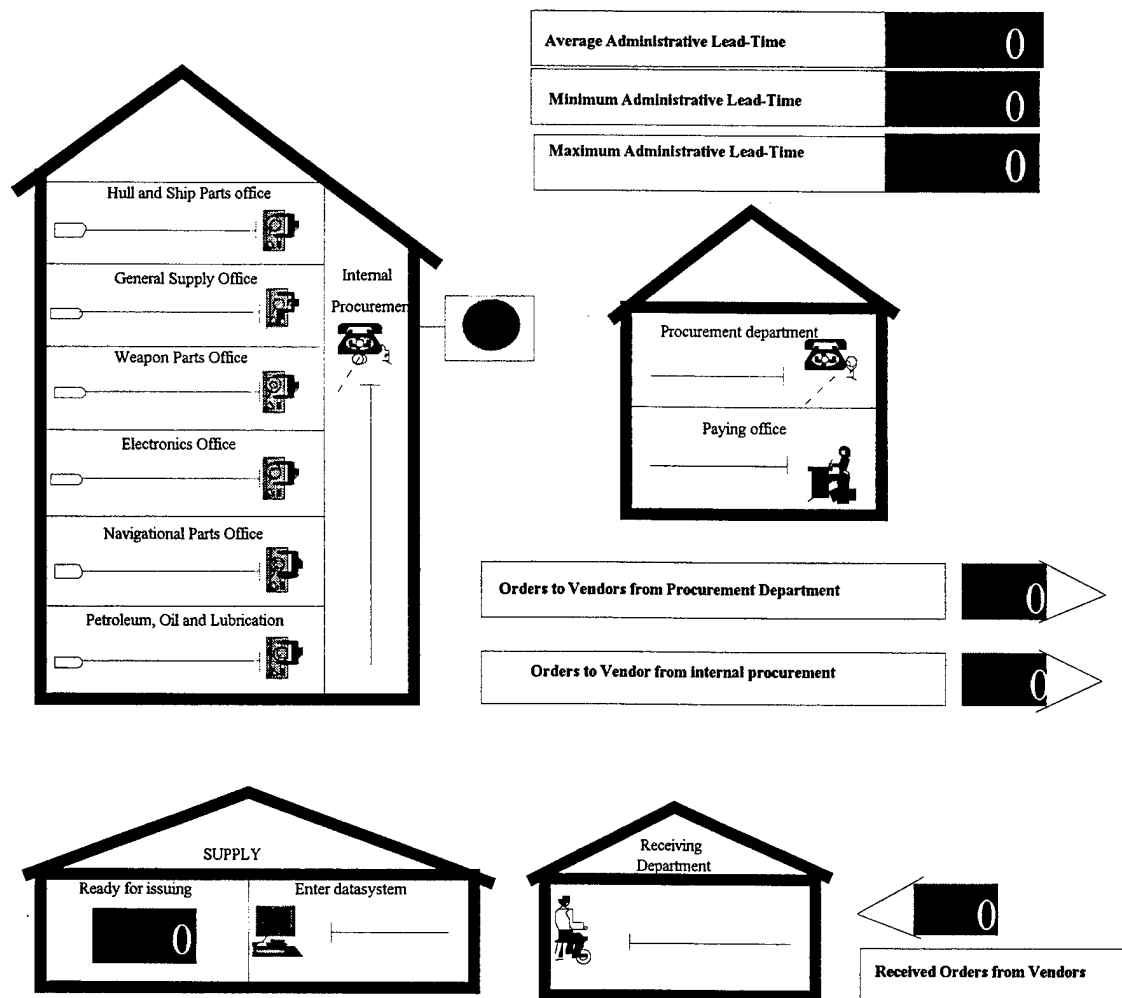 Average Administrative Lead-Time
0
Minimum Administrative Lead-Time
0
Maximum Administrative Lead-Time
0
Hull and Ship Parts office
General Supply Office
Internal
Procuremen
Weapon Parts Office
Electronics Office
Navigational Parts Office
Petroleum, Oil and Lubrication
Procurement department
Paying office
Orders to Vendors from Procurement Department
0
Orders to Vendor from internal procurement
0
SUPPLY
Ready for issuing
0
Enter datasystem
Receiving
Department
0
Received Orders from Vendors